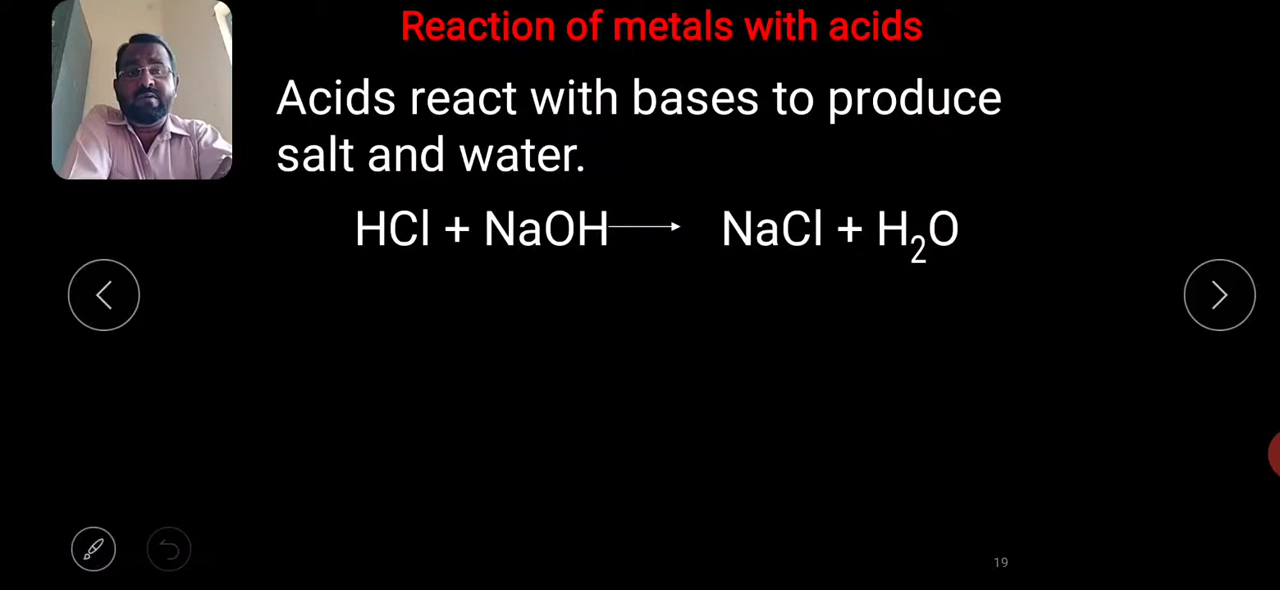 Reaction of metals with acids
Acids react with bases to produce
salt and water.
HCl + NaOH⟶ NaCl + H₂O
19